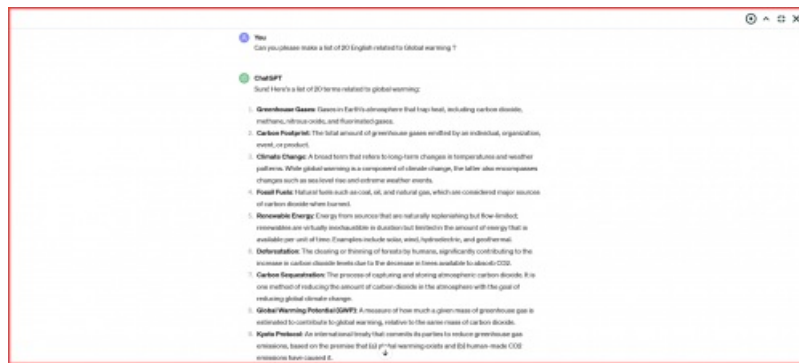 You
Can you please make a list of 20 English related to Global warming ?
ChatGPT
Sure! Here's a list of 20 terms related to global warming:
1. Greenhouse Gases: Gases in Earth's atmosphere that trap heat, including carbon dioxide,
methane, nitrous oxide, and fluorinated gases.
2. Carbon Footprint: The total amount of greenhouse gases emitted by an individual, organization,
event, or product.
3. Climate Change: A broad term that refers to long-term changes in temperatures and weather
patterns. While global warming is a component of climate change, the latter also encompasses
changes such as sea level rise and extreme weather events.
4. Fossil Fuels: Natural fuels such as coal, oil, and natural gas, which are considered major sources
of carbon dioxide when burned.
5. Renewable Energy: Energy from sources that are naturally replenishing but flow-limited;
renewables are virtually inexhaustible in duration but limited in the amount of energy that is
available per unit of time. Examples include solar, wind, hydroelectric, and geothermal.
6. Deforestation: The clearing or thinning of forests by humans, significantly contributing to the
increase in carbon dioxide levels due to the decrease in trees available to absorb CO2.
7. Carbon Sequestration: The process of capturing and storing atmospheric carbon dioxide. It is
one method of reducing the amount of carbon dioxide in the atmosphere with the goal of
reducing global climate change.
8. Global Warming Potential (GWP): A measure of how much a given mass of greenhouse gas is
estimated to contribute to global warming, relative to the same mass of carbon dioxide.
9. Kyoto Protocol: An international treaty that commits its parties to reduce greenhouse gas
emissions, based on the premise that (a) global warming exists and (b) human-made CO2
emissions have caused it.